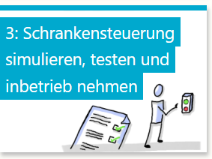 3: Schrankensteuerung
simulieren, testen und
inbetrieb nehmen